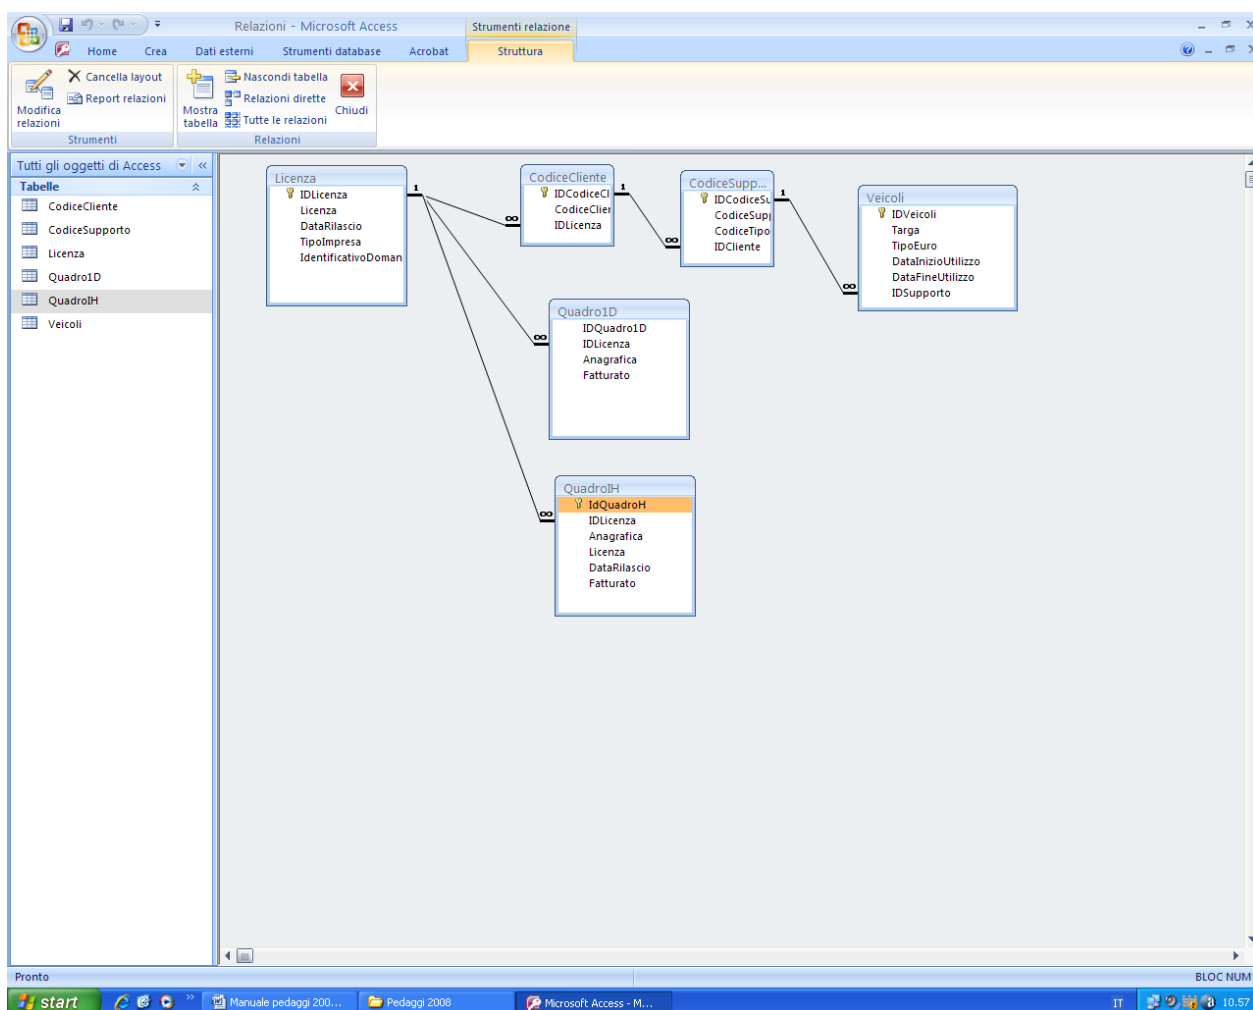 Relazioni - Microsoft Access
Strumenti relazione
Home Crea Dati esterni Strumenti database Acrobat Struttura
Modifica relazioni
Cancella layout
Report relazioni
Strumenti
Mostra tabella
Nascondi tabella
Relazioni dirette
Tutte le relazioni
Chiudi
Relazioni
Tutti gli oggetti di Access
Tabelle
CodiceCliente
CodiceSupporto
Licenza
Quadro1D
QuadroIH
Veicoli
Licenza
IDLicenza
Licenza
DataRilascio
TipoImpresa
IdentificativoDoman
1
∞
CodiceCliente
IDCodiceCl
CodiceClier
IDLicenza
1
∞
CodiceSupp...
IDCodiceSu
CodiceSupp
CodiceTipo
IDCliente
1
∞
Veicoli
IDVeicoli
Targa
TipoEuro
DataInizioUtilizzo
DataFineUtilizzo
IDSupporto
∞
Quadro1D
IDQuadro1D
IDLicenza
Anagrafica
Fatturato
∞
QuadroIH
IdQuadroH
IDLicenza
Anagrafica
Licenza
DataRilascio
Fatturato
Pronto
BLOC NUM
start
Manuale pedaggi 200...
Pedaggi 2008
Microsoft Access - M...
IT
10.57